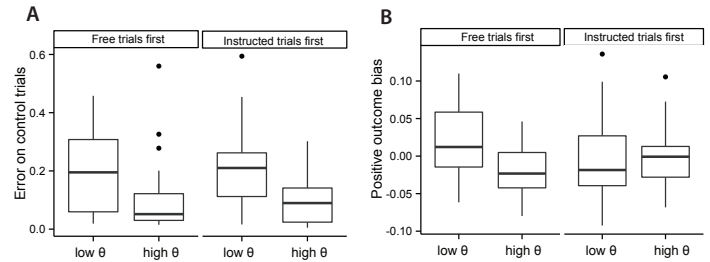 A
Free trials first
Instructed trials first
Error on control trials
0.6
0.4
0.2
0.0
low θ
high θ
low θ
high θ
B
Free trials first
Instructed trials first
Positive outcome bias
0.10
0.05
0.00
-0.05
-0.10
low θ
high θ
low θ
high θ